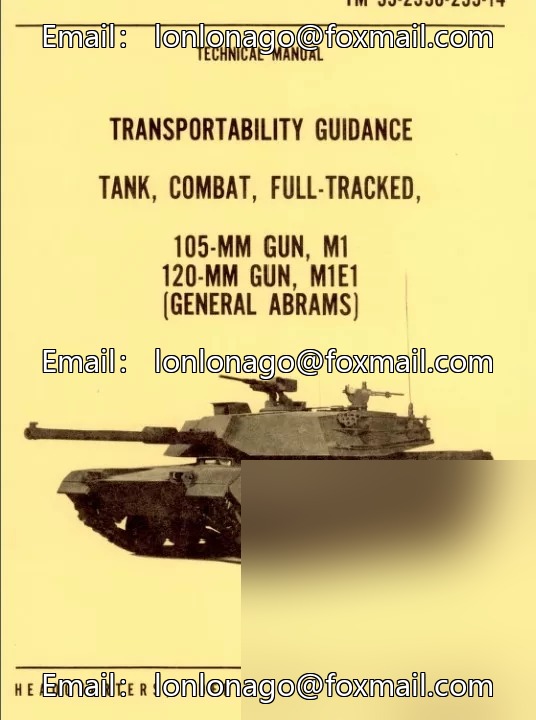 Email： lonlonago@foxmail.com
TECHNICAL MANUAL
TRANSPORTABILITY GUIDANCE
TANK, COMBAT, FULL-TRACKED,
105-MM GUN, M1
120-MM GUN, M1E1
(GENERAL ABRAMS)
Email： lonlonago@foxmail.com
Email： lonlonago@foxmail.com